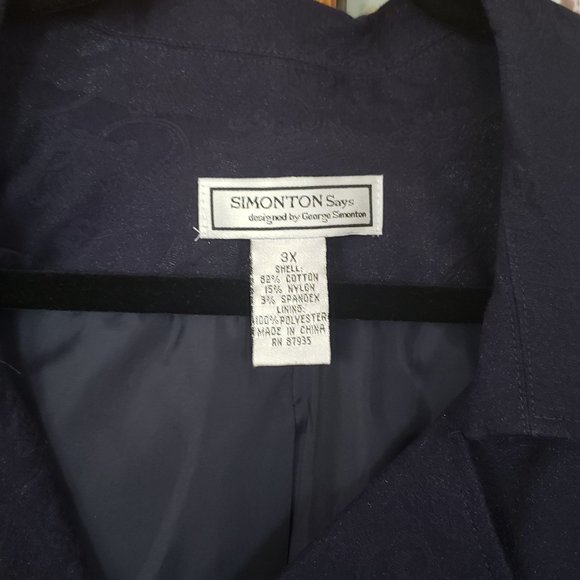 SIMONTON Says
designed by George Simonton
3X
SHELL:
82% COTTON
15% NYLON
3% SPANDEX
LINING:
100% POLYESTER
MADE IN CHINA
RN 87935